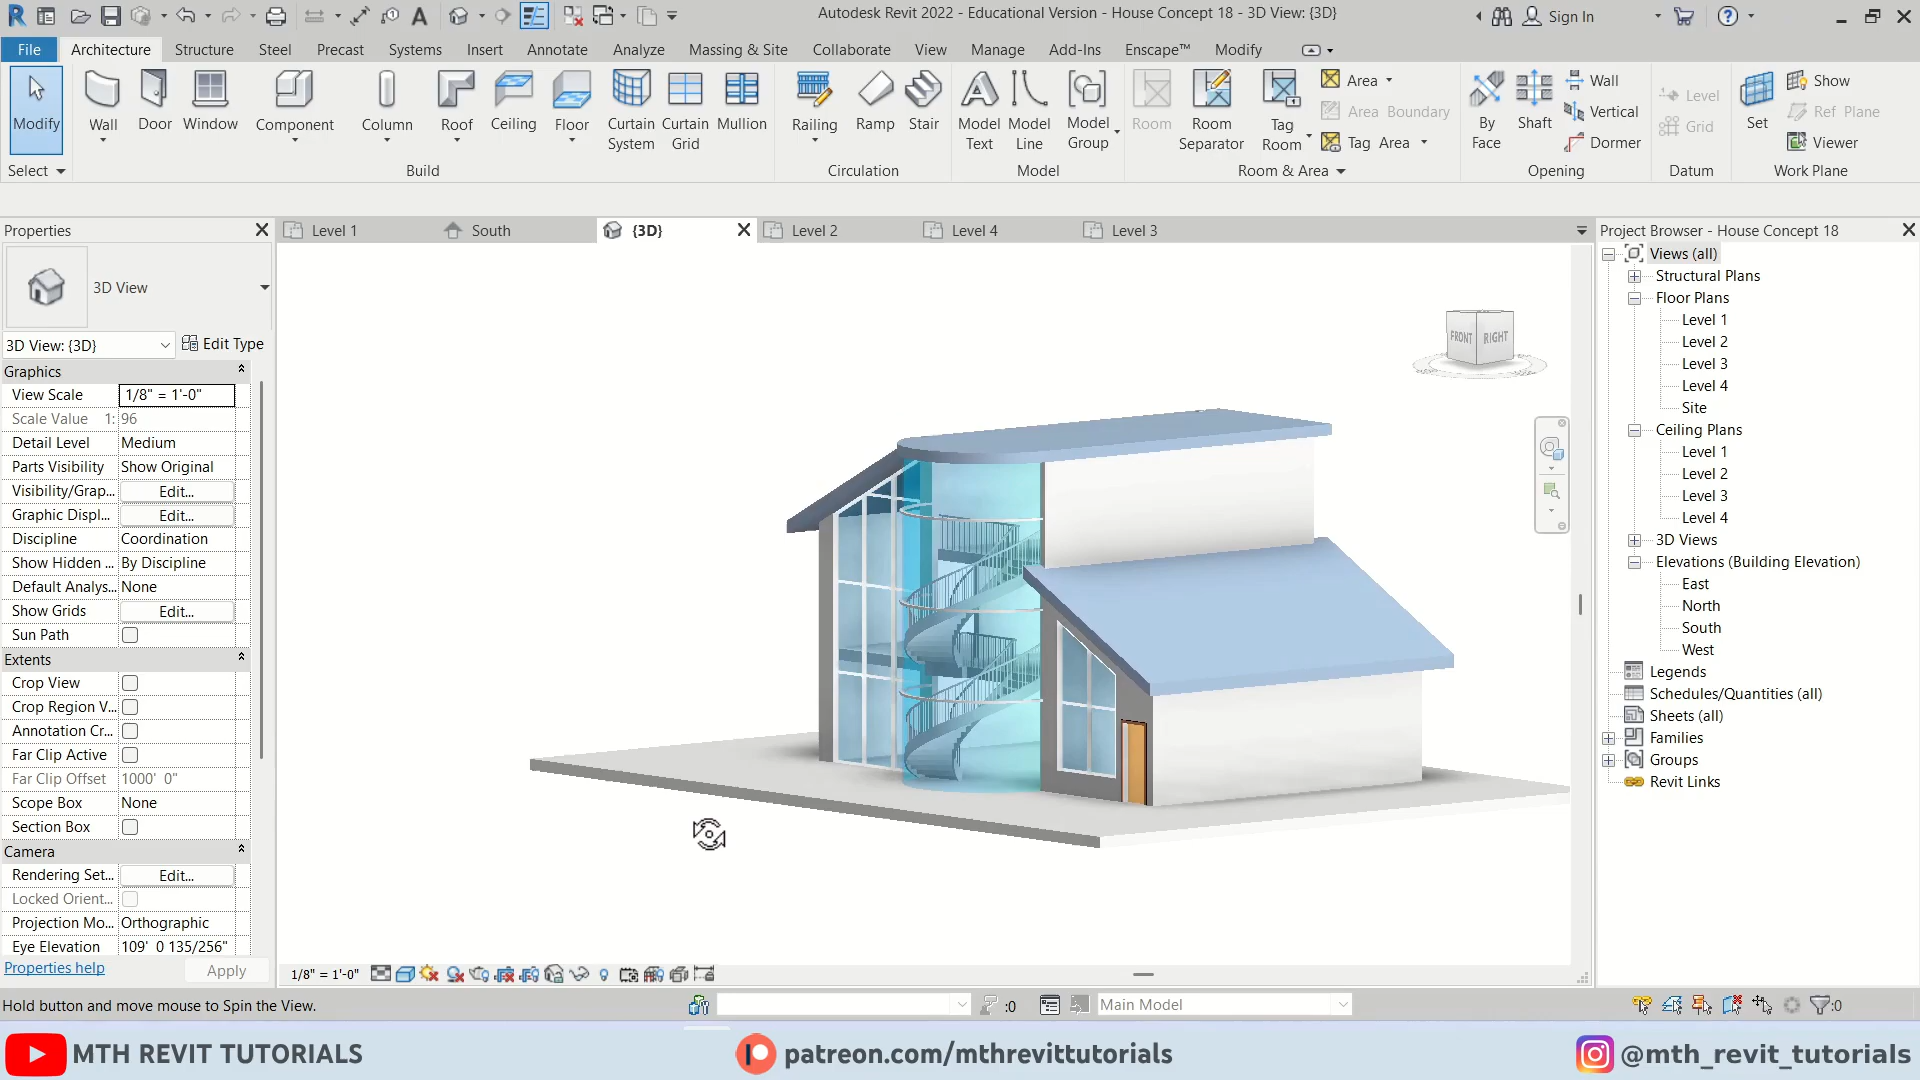 Autodesk Revit 2022 - Educational Version - House Concept 18 - 3D View: {3D}
Sign In
File Architecture Structure Steel Precast Systems Insert Annotate Analyze Massing & Site Collaborate View Manage Add-Ins Enscape™ Modify
Modify Wall Door Window Component Column Roof Ceiling Floor Curtain System Curtain Grid Mullion Railing Ramp Stair Model Text Model Line Model Group Room Room Separator Tag Room
Area
Area Boundary
Tag Area
By Face Shaft
Wall
Vertical
Dormer
Level
Grid
Set
Show
Ref Plane
Viewer
Select Build Circulation Model Room & Area Opening Datum Work Plane
Properties
Level 1 South {3D} Level 2 Level 4 Level 3
Project Browser - House Concept 18
3D View
3D View: {3D} Edit Type
Graphics
View Scale 1/8" = 1'-0"
Scale Value 1: 96
Detail Level Medium
Parts Visibility Show Original
Visibility/Grap... Edit...
Graphic Displ... Edit...
Discipline Coordination
Show Hidden ... By Discipline
Default Analys... None
Show Grids Edit...
Sun Path
Extents
Crop View
Crop Region V...
Annotation Cr...
Far Clip Active
Far Clip Offset 1000' 0"
Scope Box None
Section Box
Camera
Rendering Set... Edit...
Locked Orient...
Projection Mo... Orthographic
Eye Elevation 109' 0 135/256"
Properties help Apply
FRONT RIGHT
Views (all)
Structural Plans
Floor Plans
Level 1
Level 2
Level 3
Level 4
Site
Ceiling Plans
Level 1
Level 2
Level 3
Level 4
3D Views
Elevations (Building Elevation)
East
North
South
West
Legends
Schedules/Quantities (all)
Sheets (all)
Families
Groups
Revit Links
1/8" = 1'-0"
Hold button and move mouse to Spin the View.
:0
Main Model
:0
MTH REVIT TUTORIALS
patreon.com/mthrevittutorials
@mth_revit_tutorials